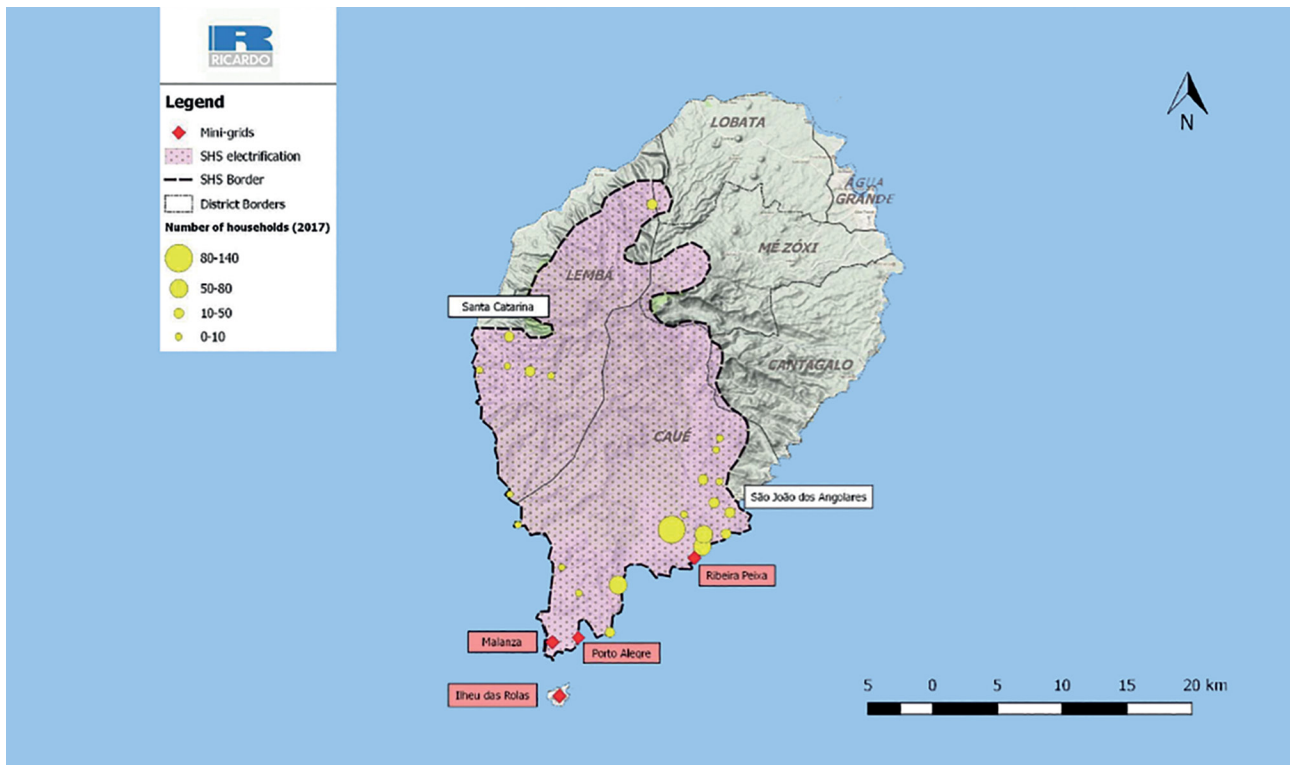 R
RICARDO
Legend
Mini-grids
SHS electrification
SHS Border
District Borders
Number of households (2017)
80-140
50-80
10-50
0-10
N
LOBATA
ÁGUA
GRANDE
MÉ ZÓXI
LEMBÁ
Santa Catarina
CANTAGALO
CAUÉ
São João dos Angolares
Ribeira Peixa
Malanza
Porto Alegre
Ilheu das Rolas
5 0 5 10 15 20 km